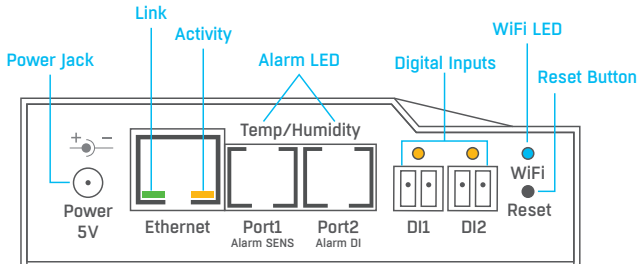 Link
Activity
WiFi LED
Power Jack
Alarm LED
Digital Inputs
Reset Button
Temp/Humidity
+ −
WiFi
Power
5V
Ethernet
Port1
Alarm SENS
Port2
Alarm DI
DI1
DI2
Reset